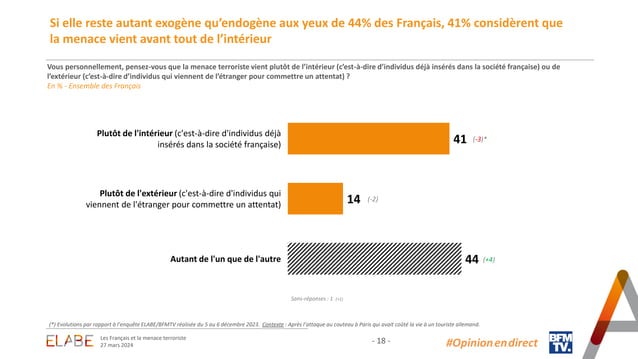 Si elle reste autant exogène qu’endogène aux yeux de 44% des Français, 41% considèrent que
la menace vient avant tout de l’intérieur
Vous personnellement, pensez-vous que la menace terroriste vient plutôt de l’intérieur (c’est-à-dire d’individus déjà insérés dans la société française) ou de
l’extérieur (c’est-à-dire d’individus qui viennent de l’étranger pour commettre un attentat) ?
En % - Ensemble des Français
Plutôt de l'intérieur (c'est-à-dire d'individus déjà
insérés dans la société française)
41 (-3)*
Plutôt de l'extérieur (c'est-à-dire d'individus qui
viennent de l'étranger pour commettre un attentat)
14 (-2)
Autant de l'un que de l'autre
44 (+4)
Sans-réponses : 1 (+1)
(*) Evolutions par rapport à l’enquête ELABE/BFMTV réalisée du 5 au 6 décembre 2023. Contexte : Après l’attaque au couteau à Paris qui avait coûté la vie à un touriste allemand.
ELABE
Les Français et la menace terroriste
27 mars 2024
- 18 -
#Opinionendirect
BFM
TV.